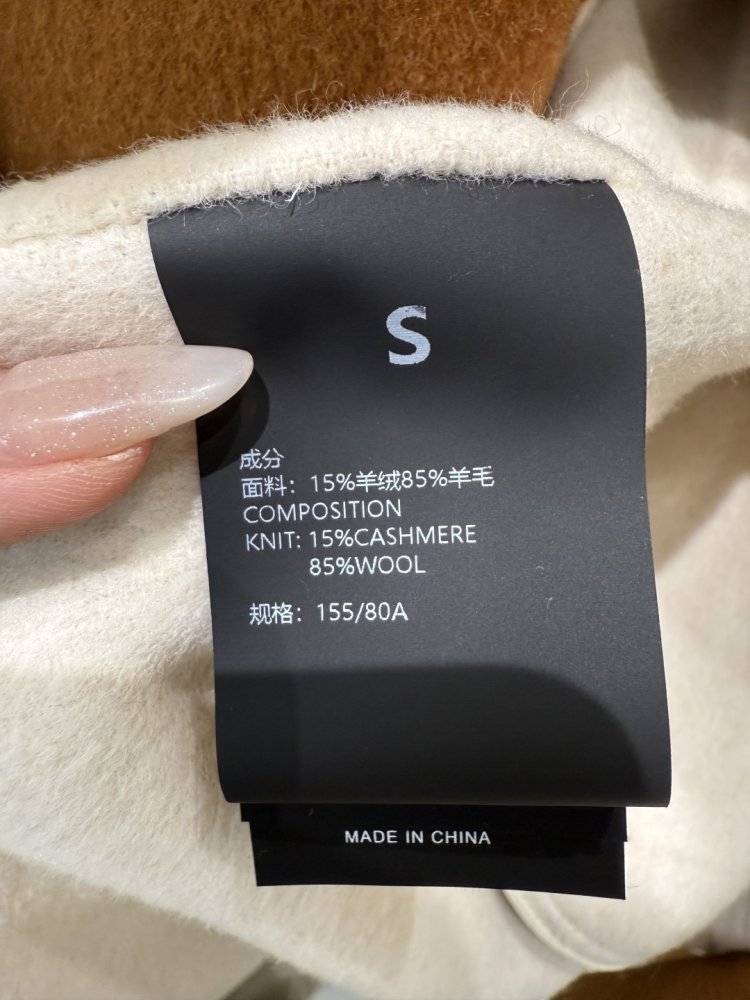 S
成分
面料：15%羊绒85%羊毛
COMPOSITION
KNIT: 15%CASHMERE
85%WOOL
规格：155/80A
MADE IN CHINA